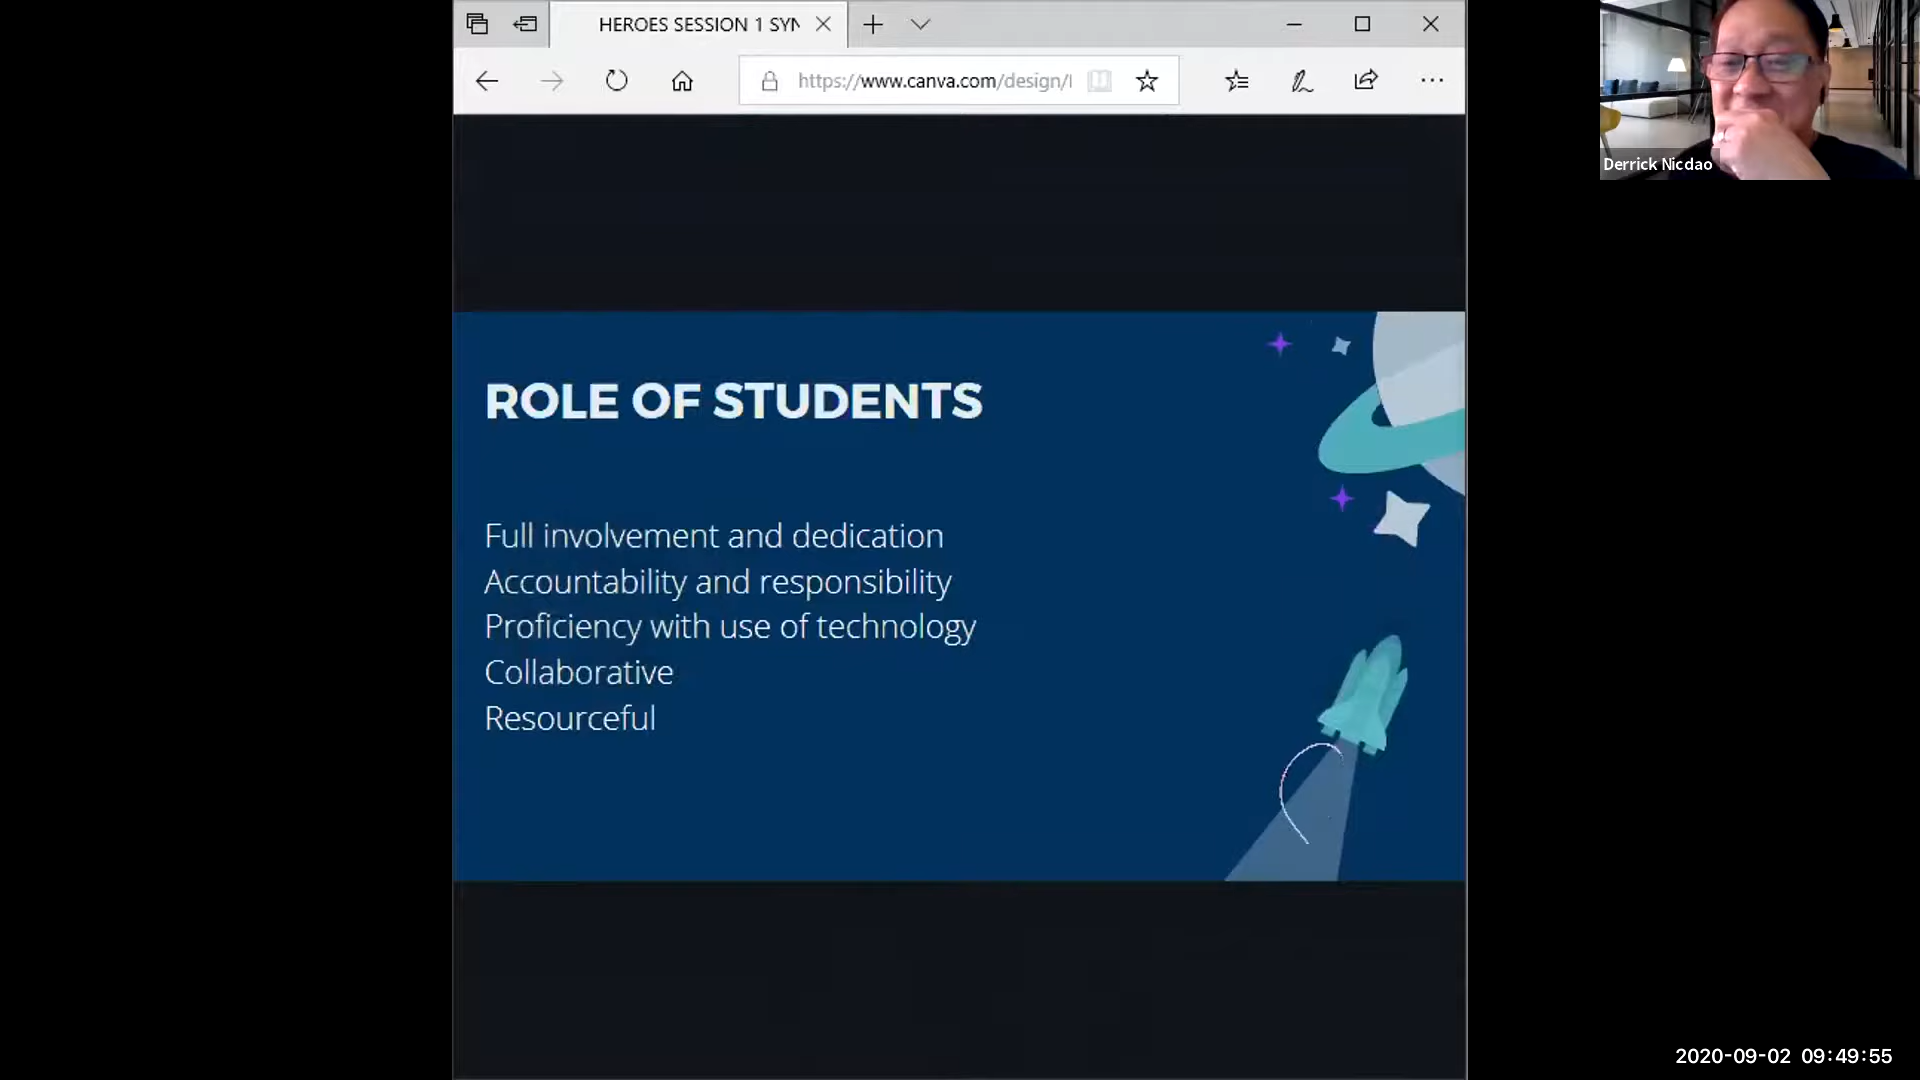 HEROES SESSION 1 SYN
https://www.canva.com/design/I
Derrick Nicdao
ROLE OF STUDENTS
Full involvement and dedication
Accountability and responsibility
Proficiency with use of technology
Collaborative
Resourceful
2020-09-02 09:49:55